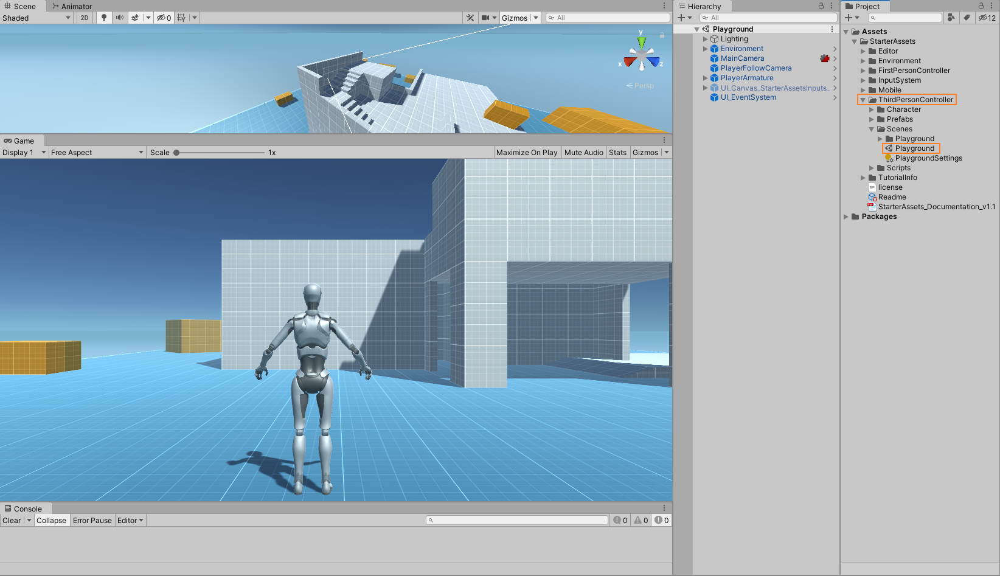 Scene Animator
Shaded 2D 0 Gizmos All
y
x z
Persp
Game
Display 1 Free Aspect Scale 1x Maximize On Play Mute Audio Stats Gizmos
Console
Clear Collapse Error Pause Editor 0 0 0
Hierarchy
All
Playground
Lighting
Environment
MainCamera
PlayerFollowCamera
PlayerArmature
UI_Canvas_StarterAssetsInputs_
UI_EventSystem
Project
12
Assets
StarterAssets
Editor
Environment
FirstPersonController
InputSystem
Mobile
ThirdPersonController
Character
Prefabs
Scenes
Playground
Playground
PlaygroundSettings
Scripts
TutorialInfo
license
Readme
StarterAssets_Documentation_v1.1
Packages